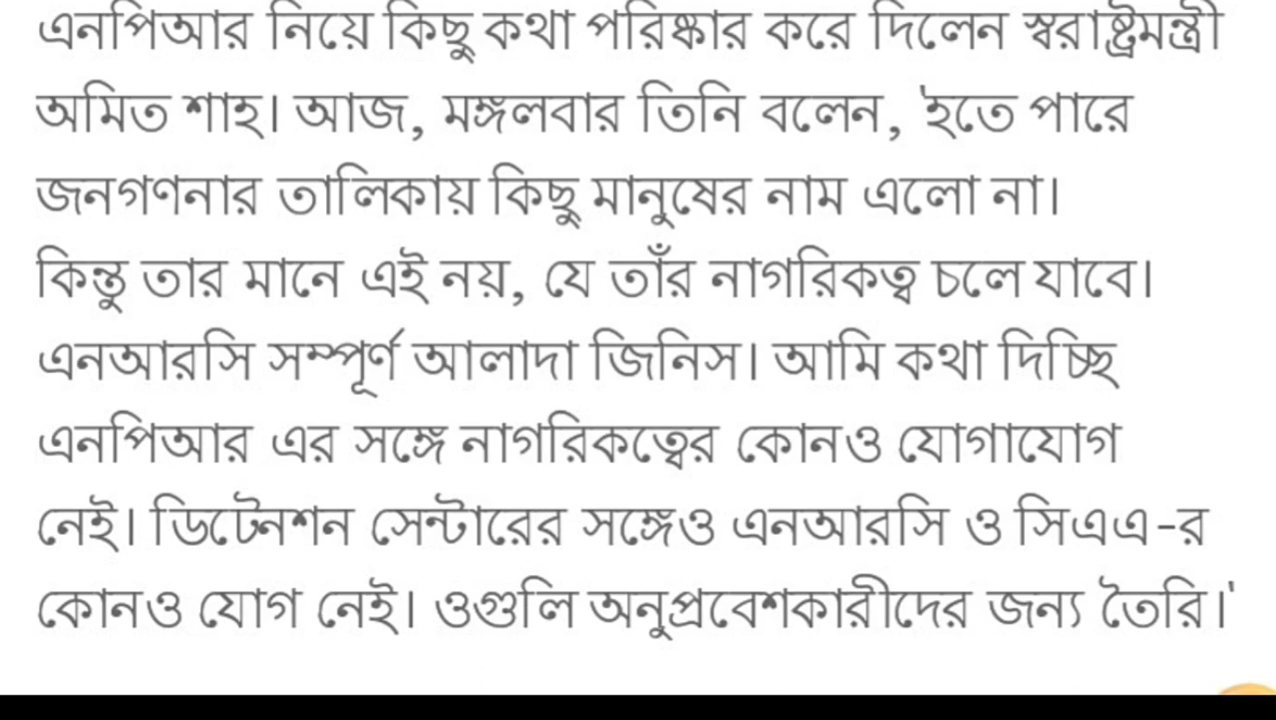 এনপিআর নিয়ে কিছু কথা পরিষ্কার করে দিলেন স্বরাষ্ট্রমন্ত্রী
অমিত শাহ। আজ, মঙ্গলবার তিনি বলেন, 'হতে পারে
জনগণনার তালিকায় কিছু মানুষের নাম এলো না।
কিন্তু তার মানে এই নয়, যে তাঁর নাগরিকত্ব চলে যাবে।
এনআরসি সম্পূর্ণ আলাদা জিনিস। আমি কথা দিচ্ছি
এনপিআর এর সঙ্গে নাগরিকত্বের কোনও যোগাযোগ
নেই। ডিটেনশন সেন্টারের সঙ্গেও এনআরসি ও সিএএ-র
কোনও যোগ নেই। ওগুলি অনুপ্রবেশকারীদের জন্য তৈরি।'